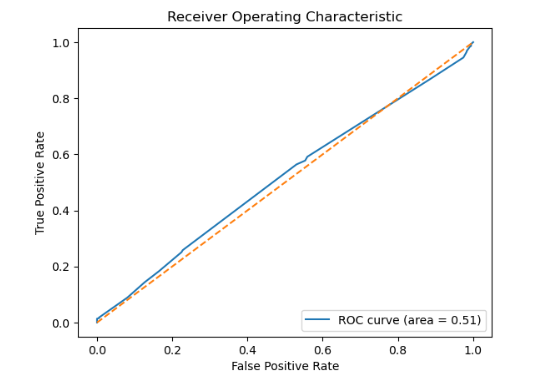 Receiver Operating Characteristic
1.0
0.8
0.6
0.4
0.2
0.0
True Positive Rate
ROC curve (area = 0.51)
0.0 0.2 0.4 0.6 0.8 1.0
False Positive Rate